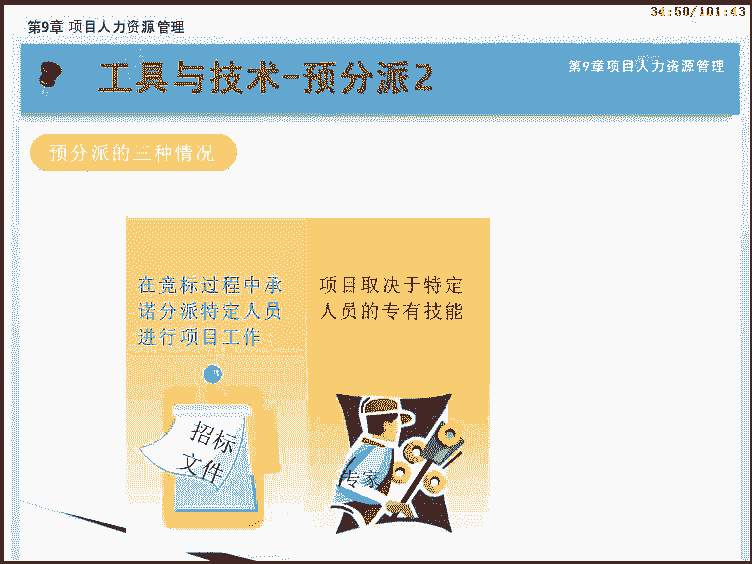 34:50/101:43
第9章 项目人力资源管理
工具与技术-预分派2
第9章项目人力资源管理
预分派的三种情况
在竞标过程中承
诺分派特定人员
进行项目工作
项目取决于特定
人员的专有技能
招标
文件
专家